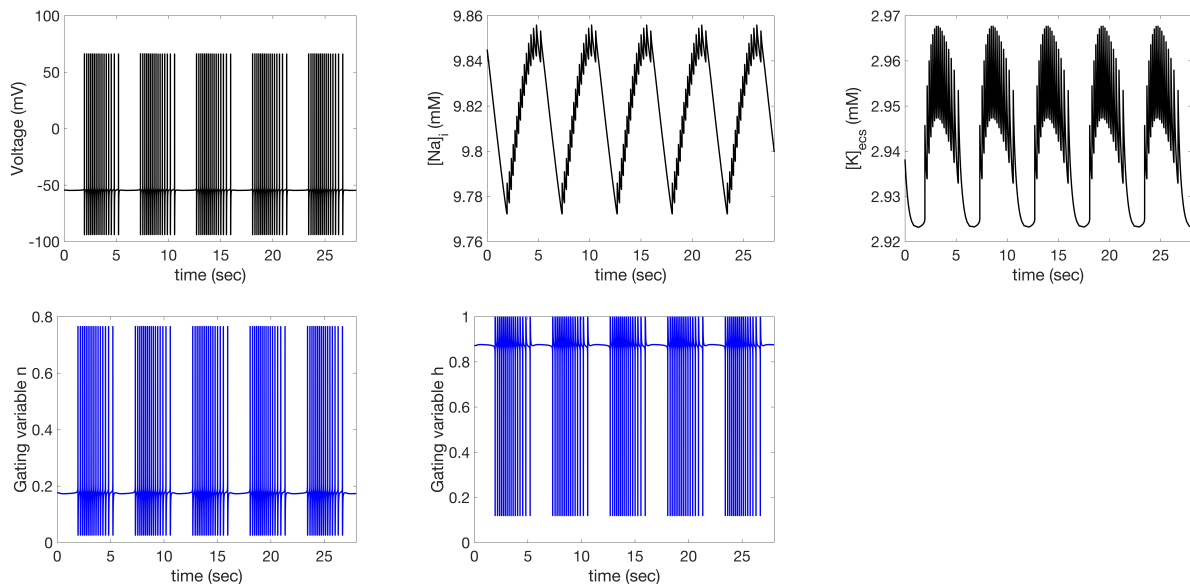 100
50
0
-50
-100
Voltage (mV)
0 5 10 15 20 25
time (sec)
9.86
9.84
9.82
9.8
9.78
9.76
[Na]i (mM)
0 5 10 15 20 25
time (sec)
2.97
2.96
2.95
2.94
2.93
2.92
[K]ecs (mM)
0 5 10 15 20 25
time (sec)
0.8
0.6
0.4
0.2
0
Gating variable n
0 5 10 15 20 25
time (sec)
1
0.8
0.6
0.4
0.2
0
Gating variable h
0 5 10 15 20 25
time (sec)